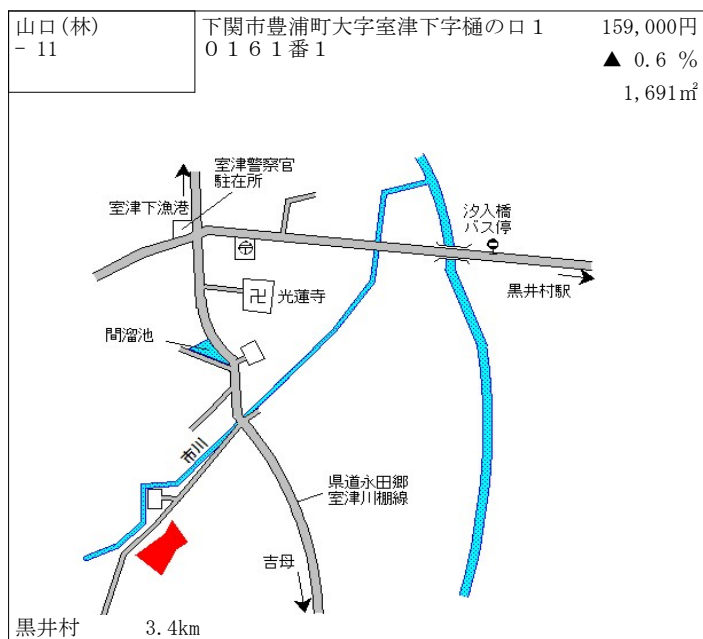 山口(林)
- 11
下関市豊浦町大字室津下字樋の口1
0161番1
159,000円
▲ 0.6 %
1,691㎡
室津警察官
駐在所
室津下漁港
汐入橋
バス停
黒井村駅
卍
光蓮寺
間溜池
市川
県道永田郷
室津川棚線
吉母
黒井村 3.4km